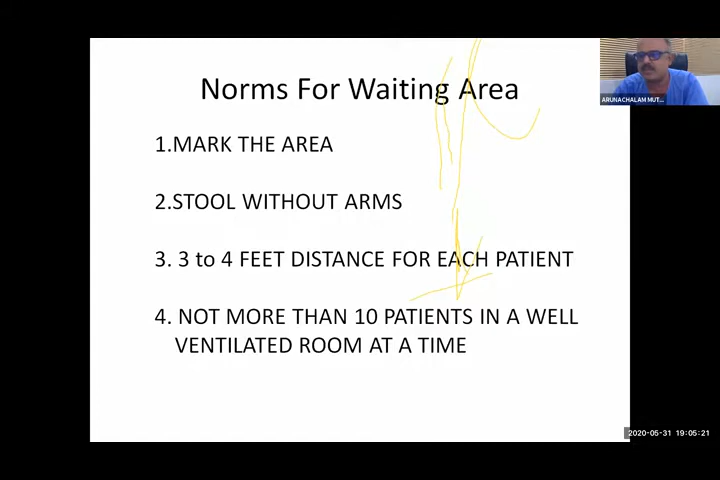 Norms For Waiting Area
1.MARK THE AREA
2.STOOL WITHOUT ARMS
3. 3 to 4 FEET DISTANCE FOR EACH PATIENT
4. NOT MORE THAN 10 PATIENTS IN A WELL
VENTILATED ROOM AT A TIME
ARUNACHALAM MUT...
2020-05-31 19:05:21